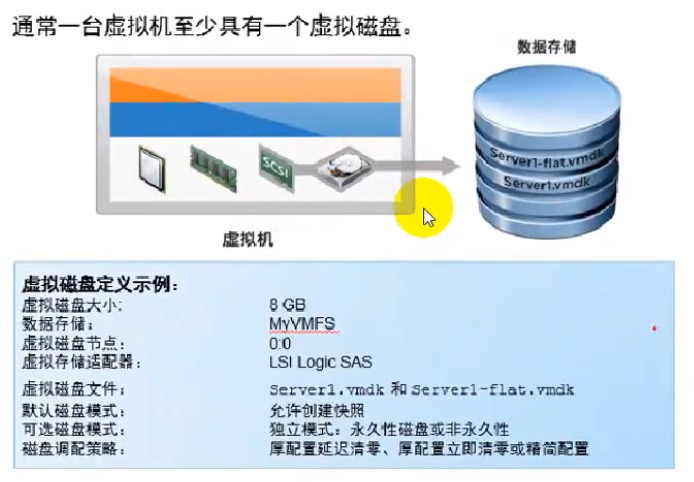 通常一台虚拟机至少具有一个虚拟磁盘。
数据存储
Server1-flat.vmdk
Server1.vmdk
SCSI
虚拟机
虚拟磁盘定义示例：
虚拟磁盘大小: 8 GB
数据存储： MyVMFS
虚拟磁盘节点： 0:0
虚拟存储适配器： LSI Logic SAS
虚拟磁盘文件： Server1.vmdk 和 Server1-flat.vmdk
默认磁盘模式： 允许创建快照
可选磁盘模式： 独立模式：永久性磁盘或非永久性
磁盘调配策略： 厚配置延迟清零、厚配置立即清零或精简配置